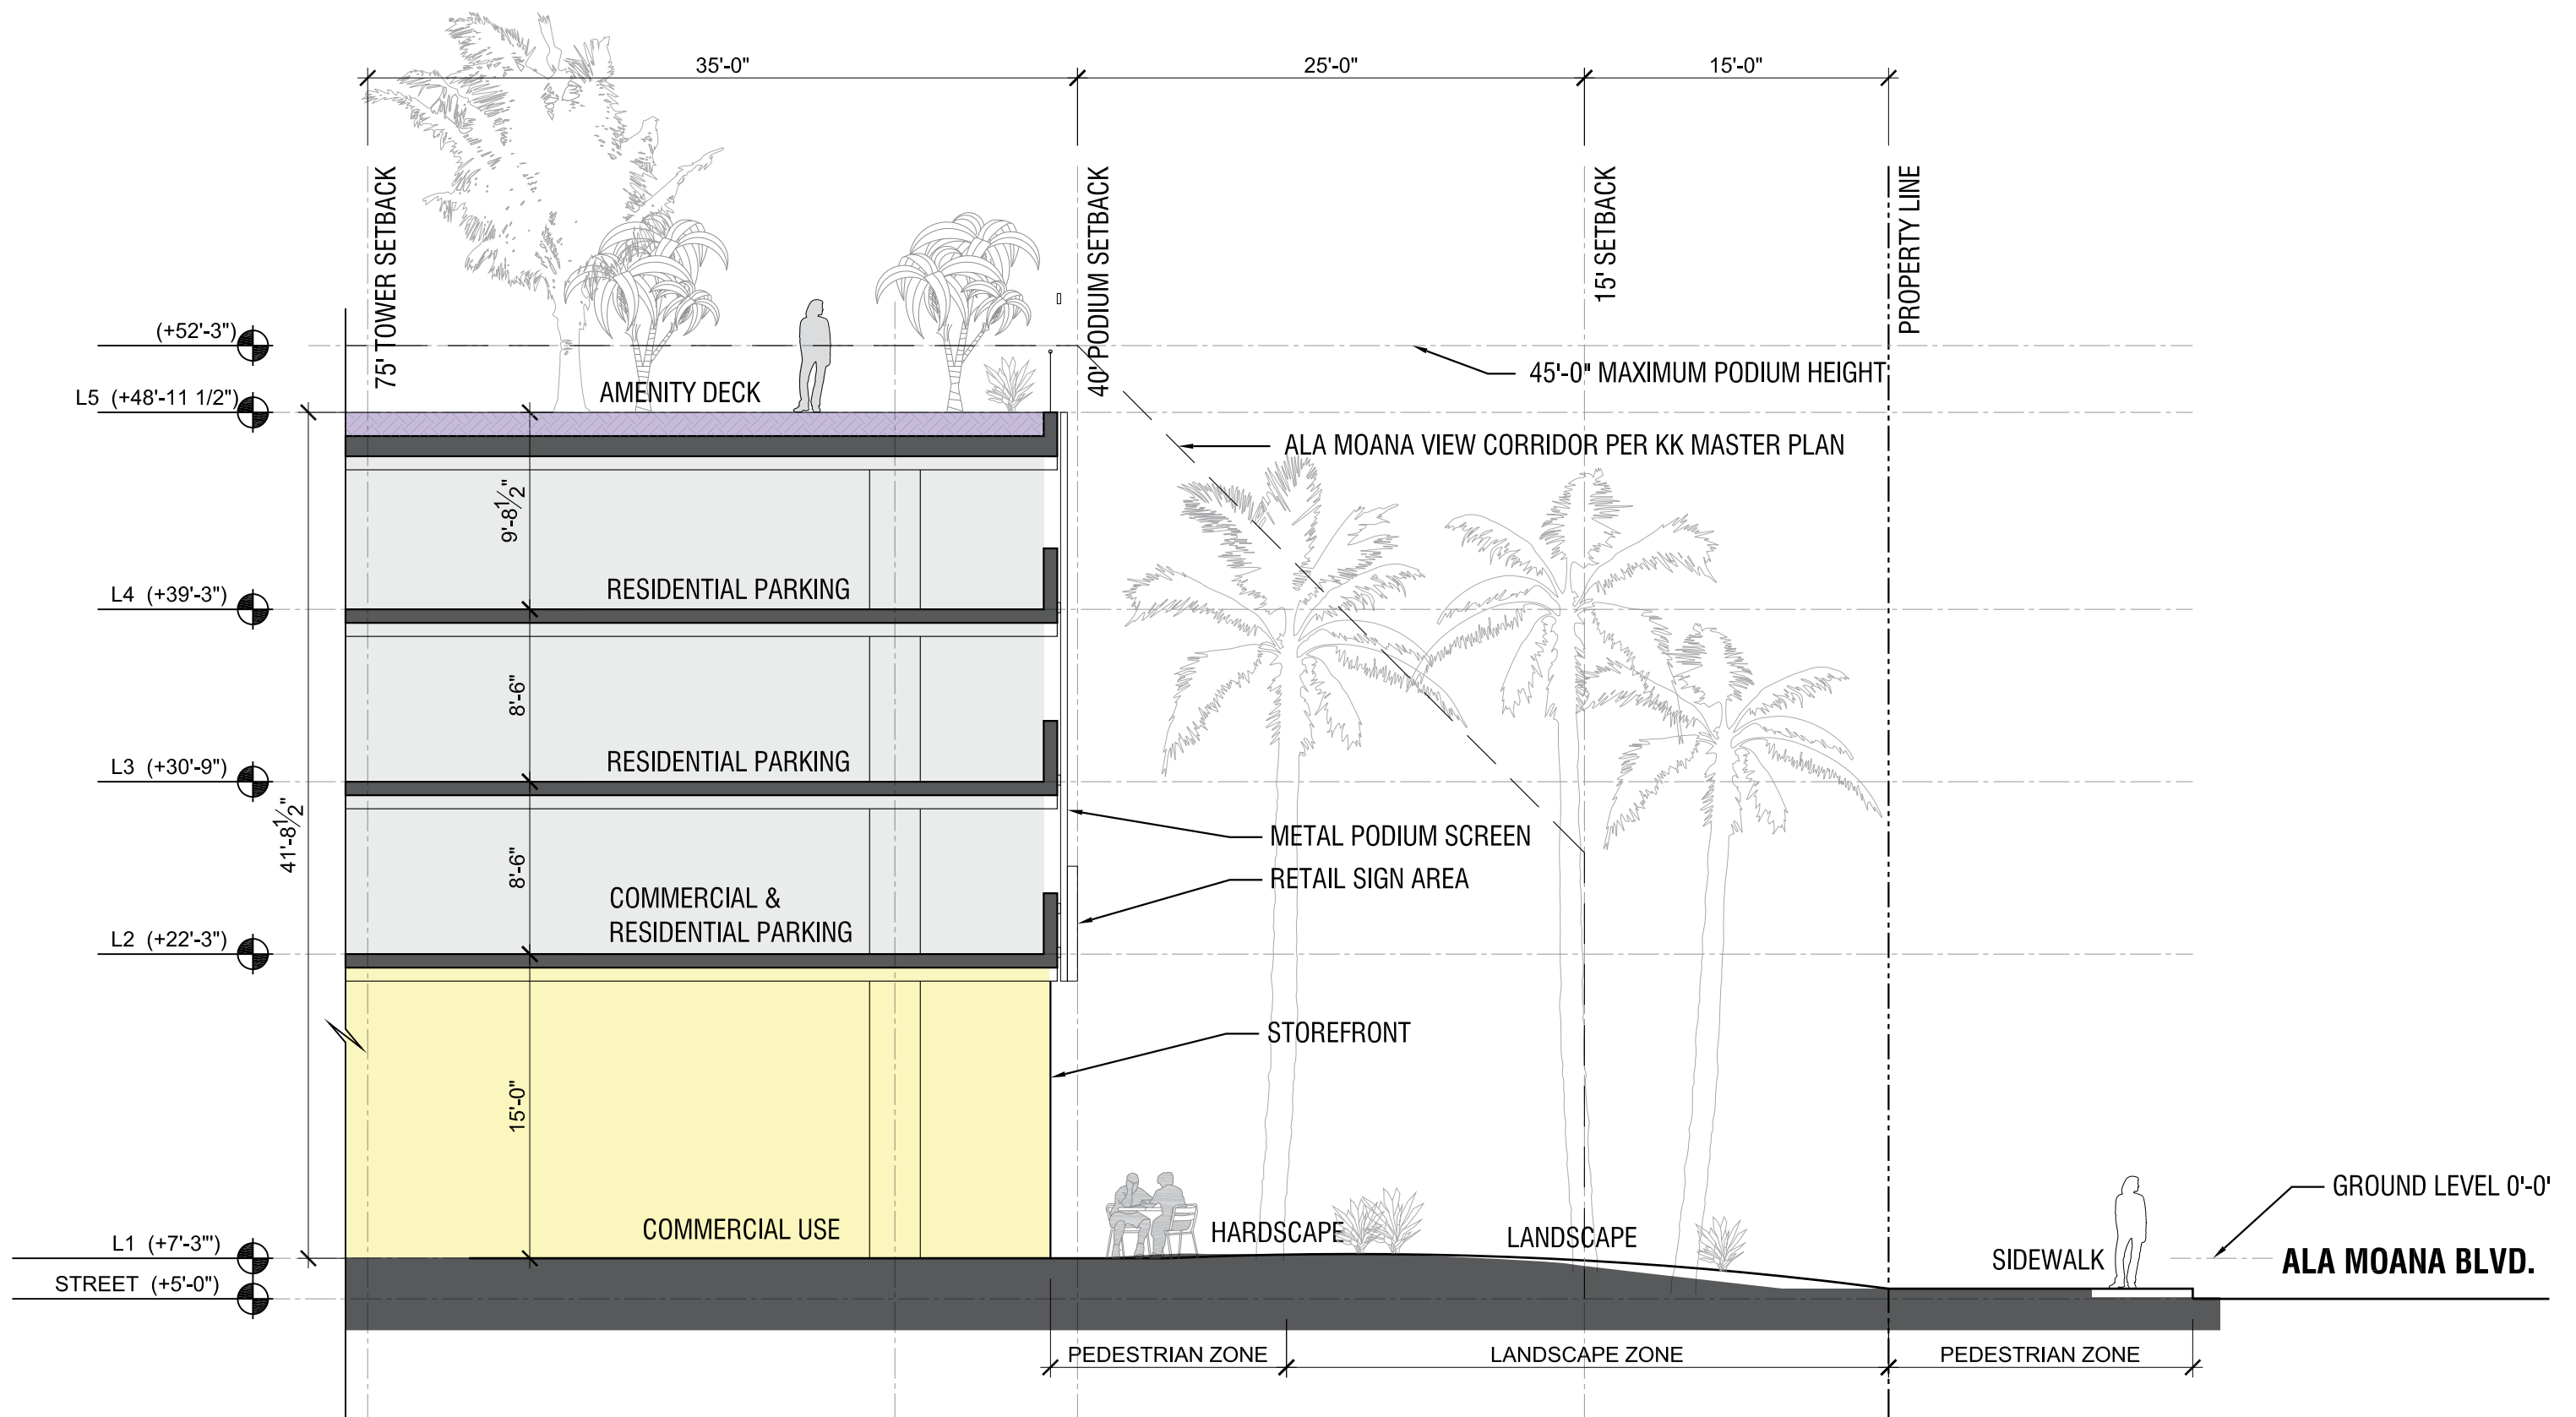 35'-0"
25'-0"
15'-0"
75' TOWER SETBACK
40' PODIUM SETBACK
15' SETBACK
PROPERTY LINE
(+52'-3")
45'-0" MAXIMUM PODIUM HEIGHT
L5 (+48'-11 1/2")
AMENITY DECK
ALA MOANA VIEW CORRIDOR PER KK MASTER PLAN
9'-8½"
L4 (+39'-3")
RESIDENTIAL PARKING
8'-6"
L3 (+30'-9")
RESIDENTIAL PARKING
41'-8½"
METAL PODIUM SCREEN
8'-6"
RETAIL SIGN AREA
COMMERCIAL &
RESIDENTIAL PARKING
L2 (+22'-3")
STOREFRONT
15'-0"
GROUND LEVEL 0'-0'
COMMERCIAL USE
HARDSCAPE
LANDSCAPE
L1 (+7'-3"')
SIDEWALK
ALA MOANA BLVD.
STREET (+5'-0")
PEDESTRIAN ZONE
LANDSCAPE ZONE
PEDESTRIAN ZONE